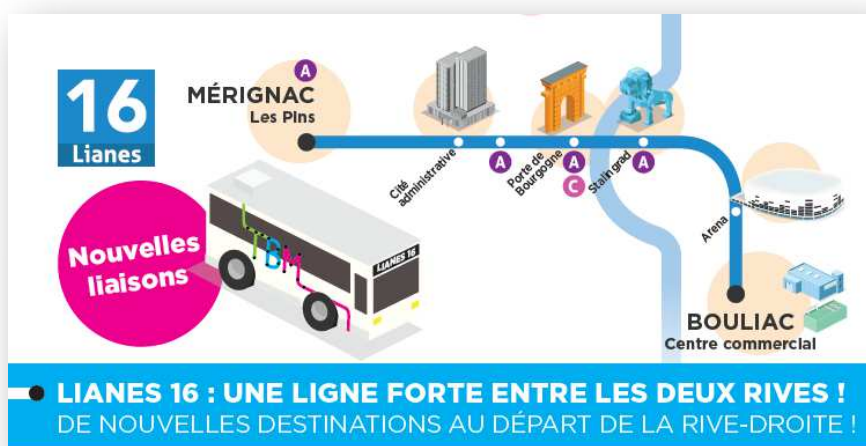 16
Lianes
A
MÉRIGNAC
Les Pins
Cité
administrative
A
Porte de
Bourgogne
A
C
Stalingrad
A
Arena
Nouvelles
liaisons
TBM
LIANES 16
BOULIAC
Centre commercial
LIANES 16 : UNE LIGNE FORTE ENTRE LES DEUX RIVES !
DE NOUVELLES DESTINATIONS AU DÉPART DE LA RIVE-DROITE !